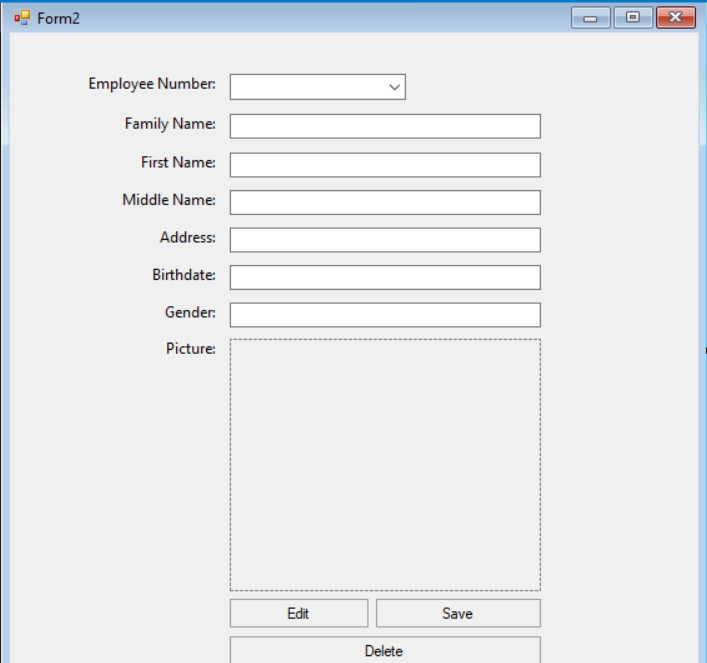 Form2
Employee Number:
Family Name:
First Name:
Middle Name:
Address:
Birthdate:
Gender:
Picture:
Edit Save
Delete